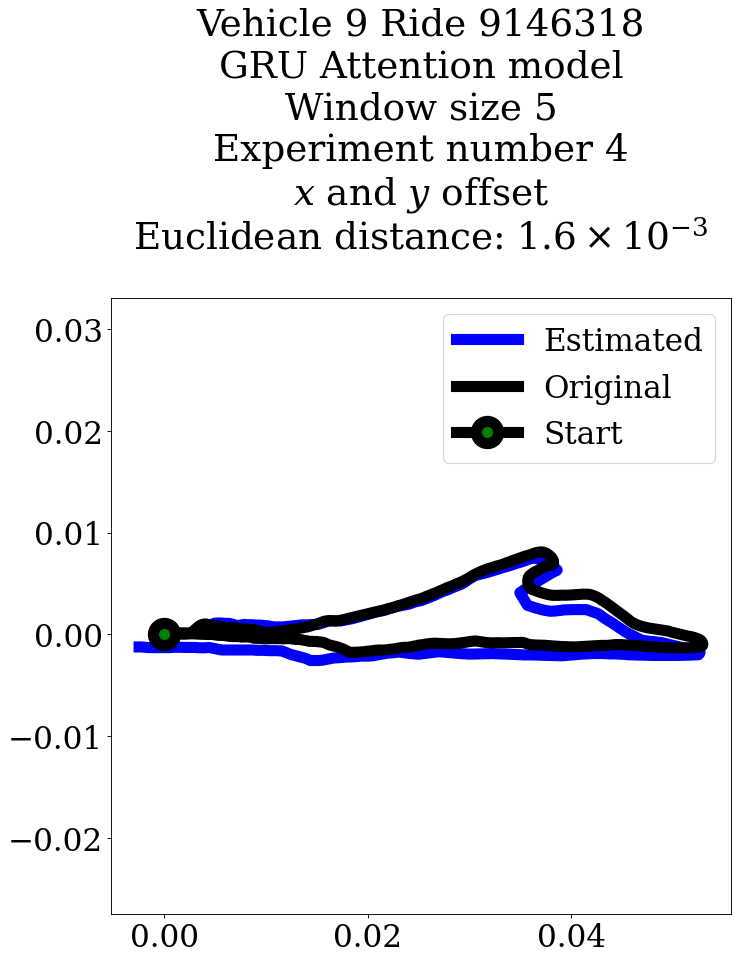 Vehicle 9 Ride 9146318
GRU Attention model
Window size 5
Experiment number 4
x and y offset
Euclidean distance: 1.6 × 10⁻³
Estimated
Original
Start
0.03
0.02
0.01
0.00
−0.01
−0.02
0.00 0.02 0.04